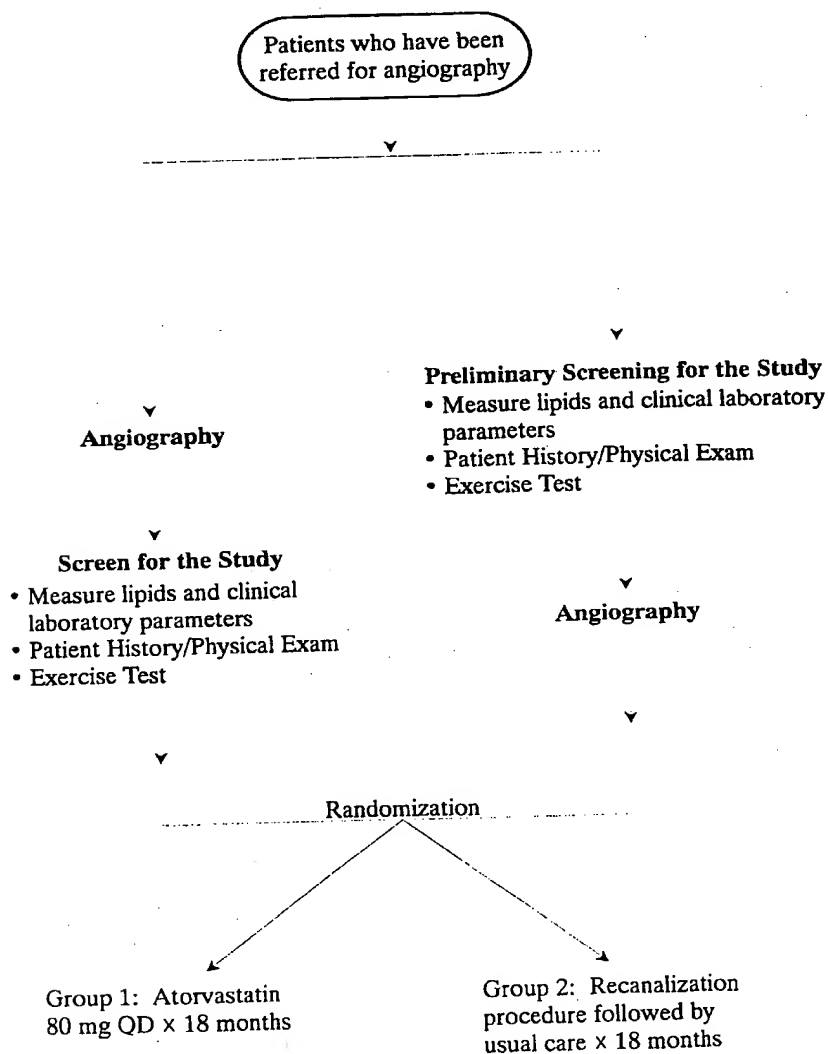 Patients who have been
referred for angiography
Angiography
Screen for the Study
• Measure lipids and clinical
laboratory parameters
• Patient History/Physical Exam
• Exercise Test
Preliminary Screening for the Study
• Measure lipids and clinical laboratory
parameters
• Patient History/Physical Exam
• Exercise Test
Angiography
Randomization
Group 1: Atorvastatin
80 mg QD × 18 months
Group 2: Recanalization
procedure followed by
usual care × 18 months